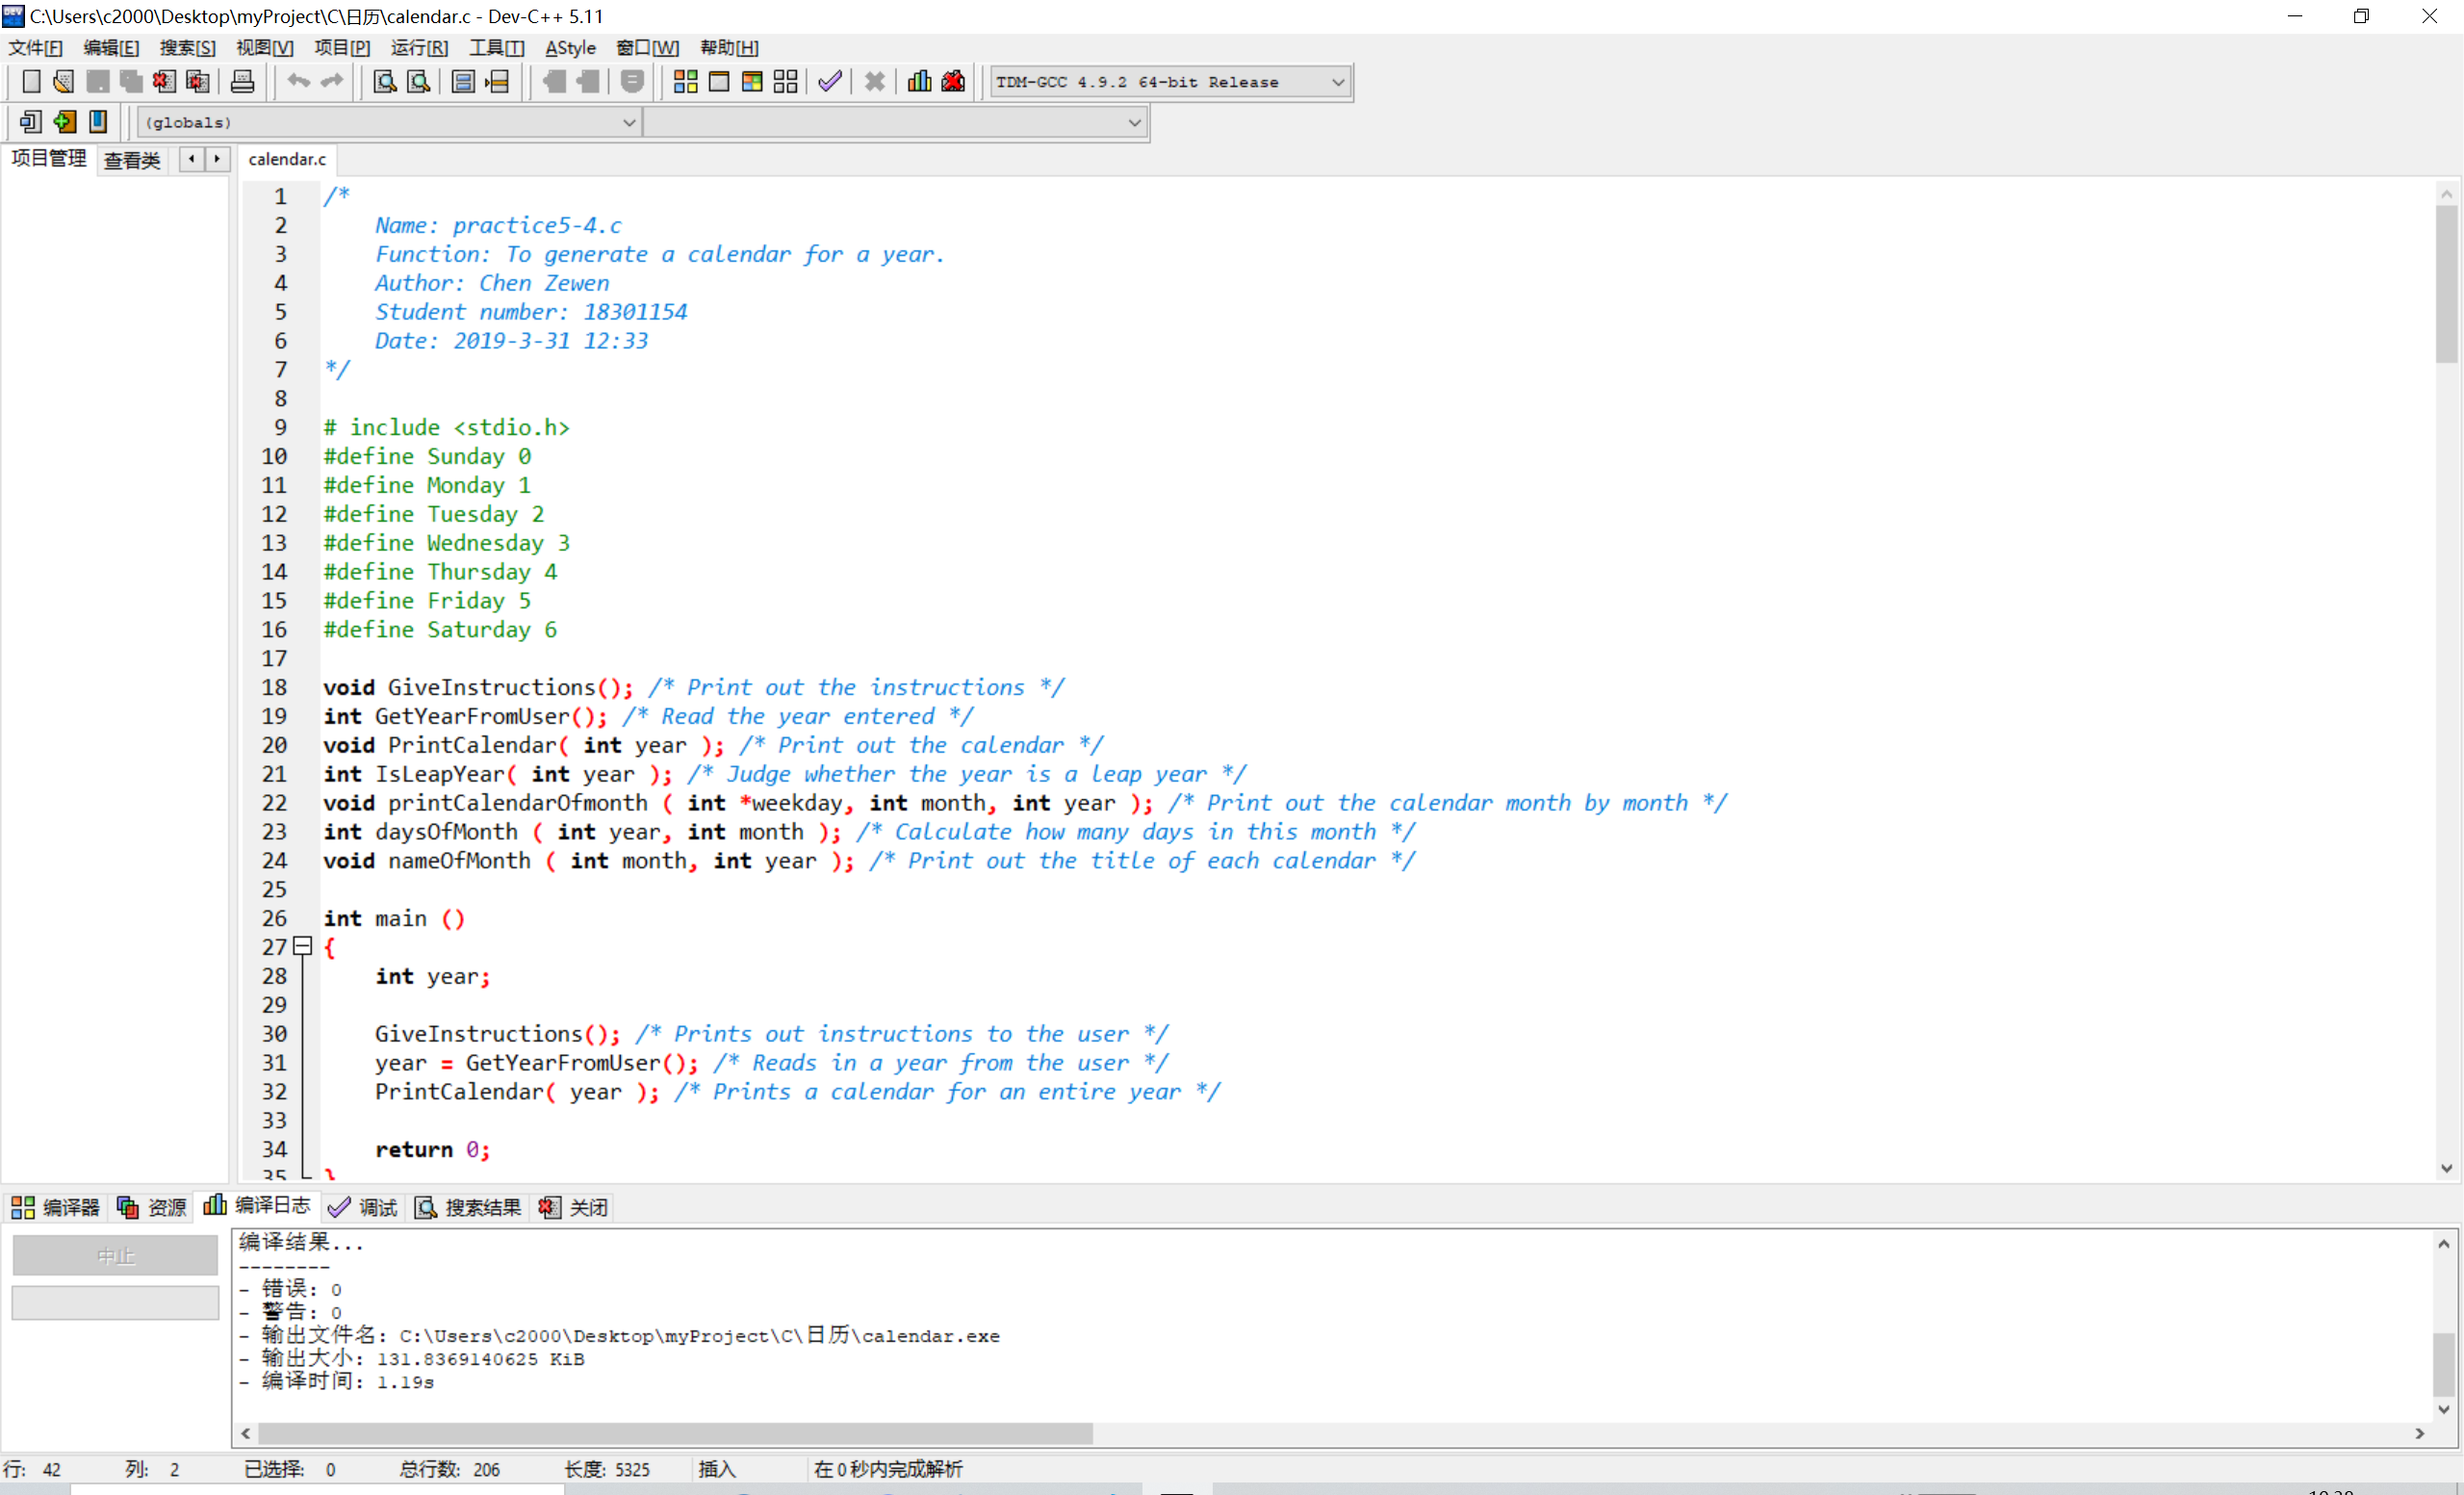 C:\Users\c2000\Desktop\myProject\C\日历\calendar.c - Dev-C++ 5.11
文件[F] 编辑[E] 搜索[S] 视图[V] 项目[P] 运行[R] 工具[T] AStyle 窗口[W] 帮助[H]
TDM-GCC 4.9.2 64-bit Release
(globals)
项目管理 查看类 calendar.c
1 /*
2 Name: practice5-4.c
3 Function: To generate a calendar for a year.
4 Author: Chen Zewen
5 Student number: 18301154
6 Date: 2019-3-31 12:33
7 */
8
9 # include <stdio.h>
10 #define Sunday 0
11 #define Monday 1
12 #define Tuesday 2
13 #define Wednesday 3
14 #define Thursday 4
15 #define Friday 5
16 #define Saturday 6
17
18 void GiveInstructions(); /* Print out the instructions */
19 int GetYearFromUser(); /* Read the year entered */
20 void PrintCalendar( int year ); /* Print out the calendar */
21 int IsLeapYear( int year ); /* Judge whether the year is a leap year */
22 void printCalendarOfmonth ( int *weekday, int month, int year ); /* Print out the calendar month by month */
23 int daysOfMonth ( int year, int month ); /* Calculate how many days in this month */
24 void nameOfMonth ( int month, int year ); /* Print out the title of each calendar */
25
26 int main ()
27 {
28 int year;
29
30 GiveInstructions(); /* Prints out instructions to the user */
31 year = GetYearFromUser(); /* Reads in a year from the user */
32 PrintCalendar( year ); /* Prints a calendar for an entire year */
33
34 return 0;
35 }
编译器 资源 编译日志 调试 搜索结果 关闭
中止
编译结果...
--------
- 错误: 0
- 警告: 0
- 输出文件名: C:\Users\c2000\Desktop\myProject\C\日历\calendar.exe
- 输出大小: 131.8369140625 KiB
- 编译时间: 1.19s
行: 42 列: 2 已选择: 0 总行数: 206 长度: 5325 插入 在 0 秒内完成解析